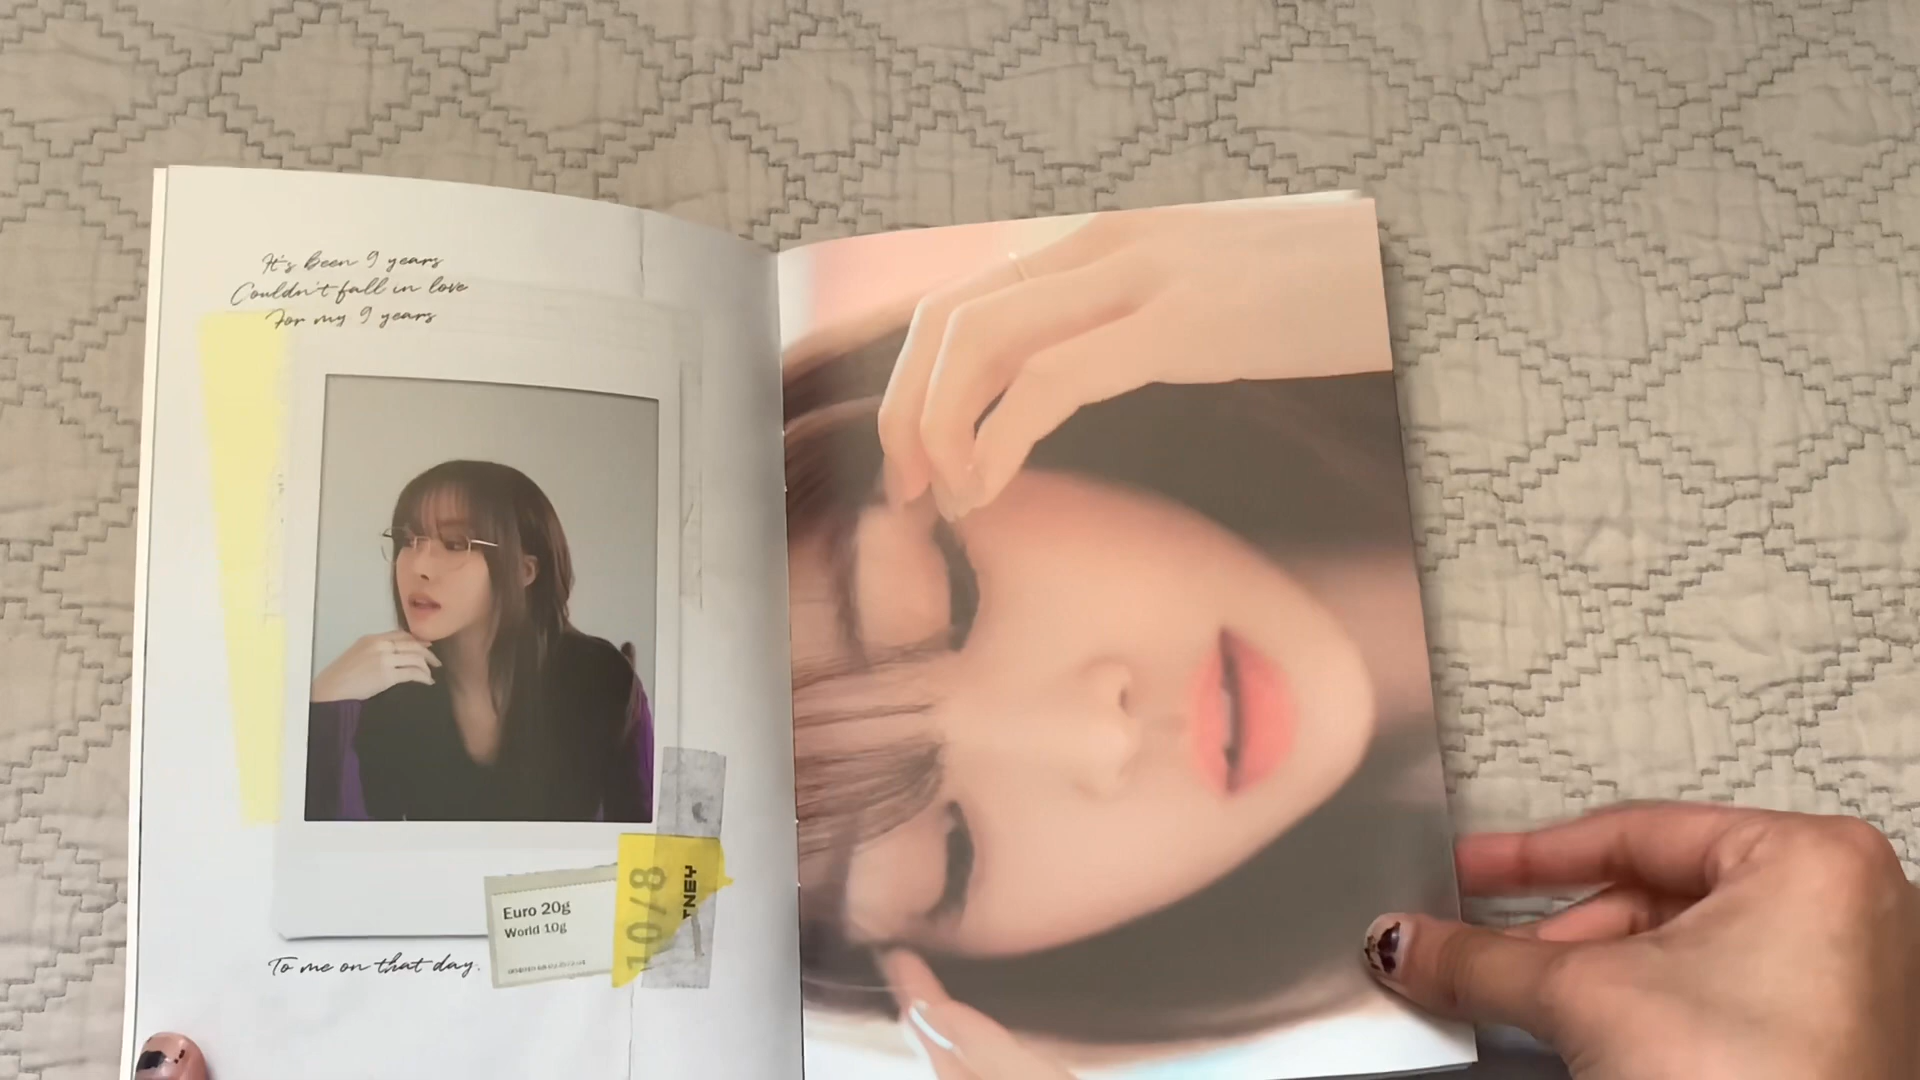 It's been 9 years
Couldn't fall in love
For my 9 years
Euro 20g
World 10g
10/8
TNEY
To me on that day.